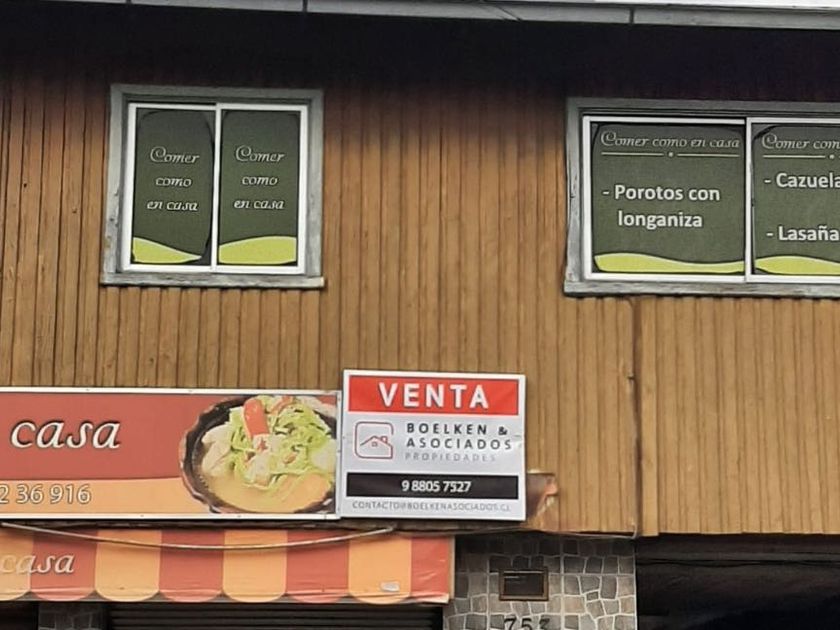 Comer
como
en casa
Comer
como
en casa
Comer como en casa
- Porotos con
longaniza
Comer com
- Cazuela
- Lasaña
casa
2 36 916
VENTA
BOELKEN &
ASOCIADOS
PROPIEDADES
9 8805 7527
CONTACTO@BOELKENASOCIADOS.CL
casa
753